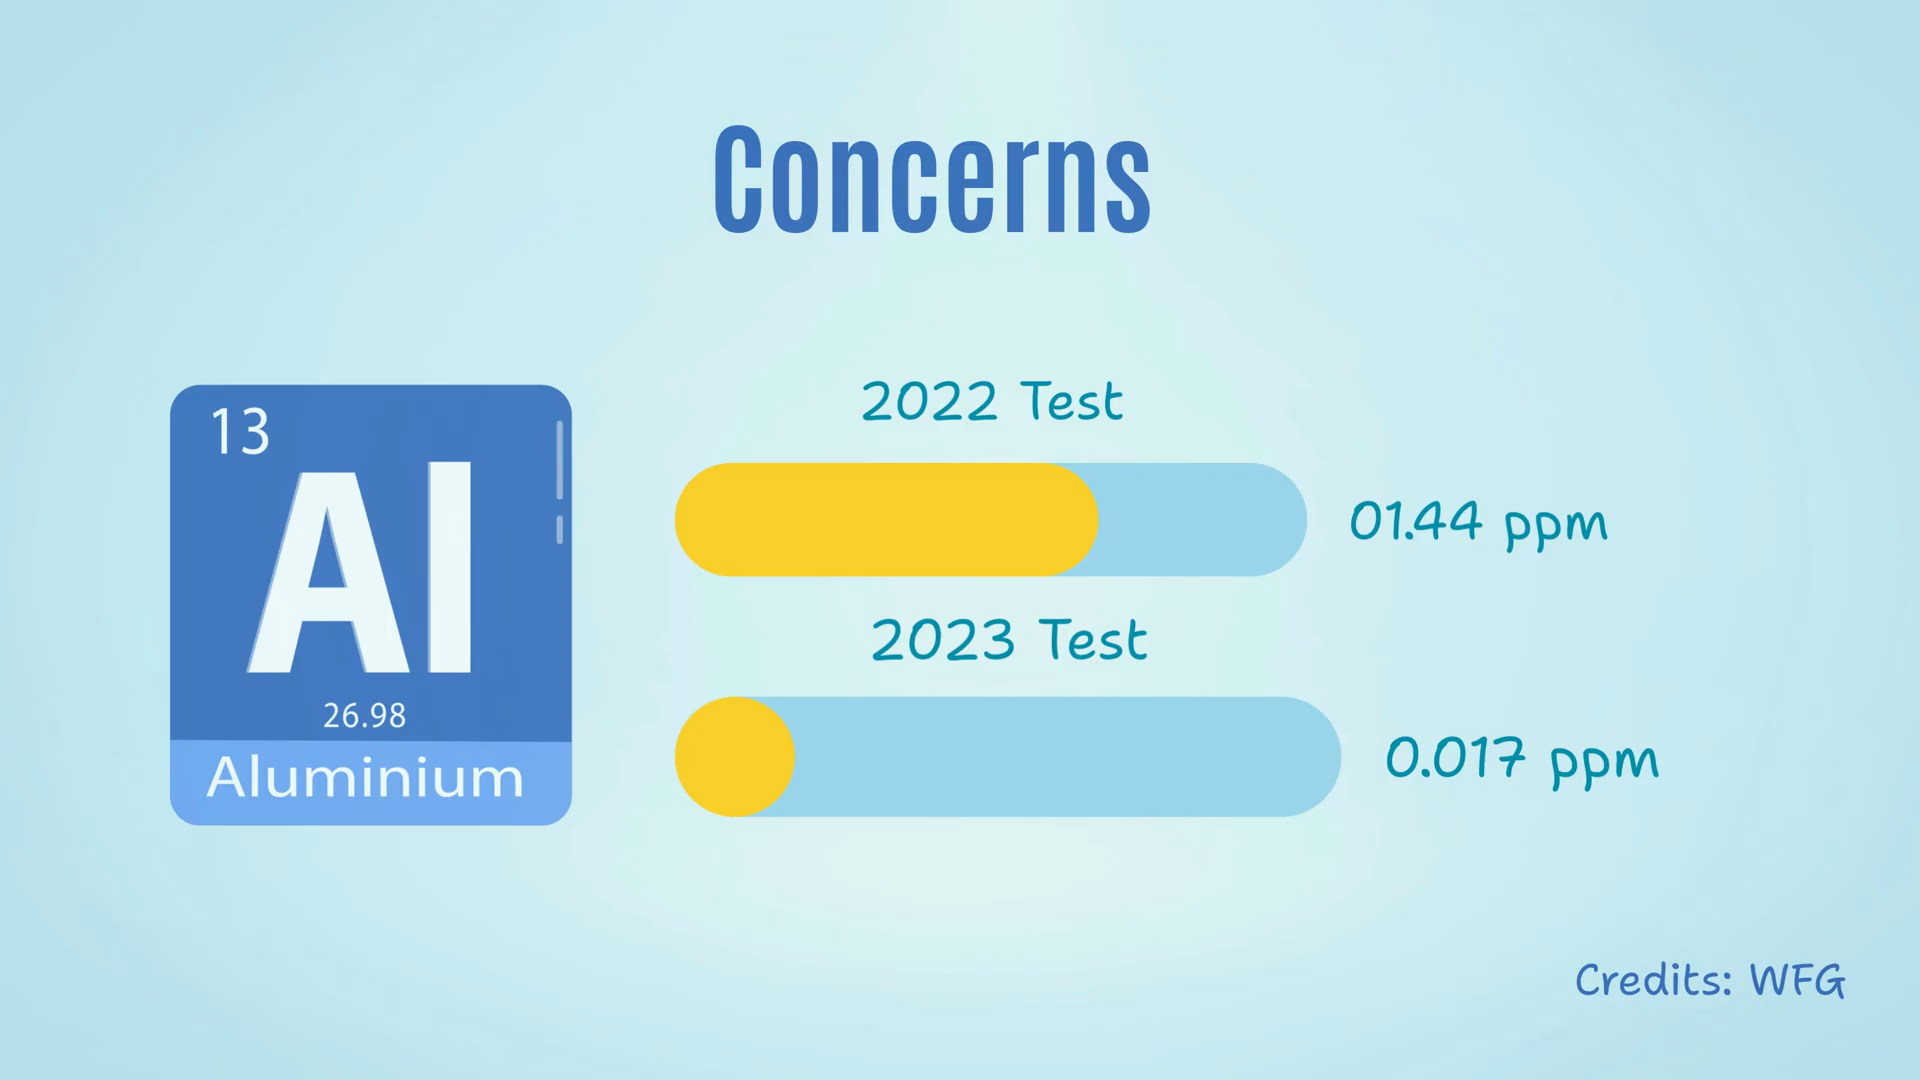 Concerns
13
Al
26.98
Aluminium
2022 Test
01.44 ppm
2023 Test
0.017 ppm
Credits: WFG